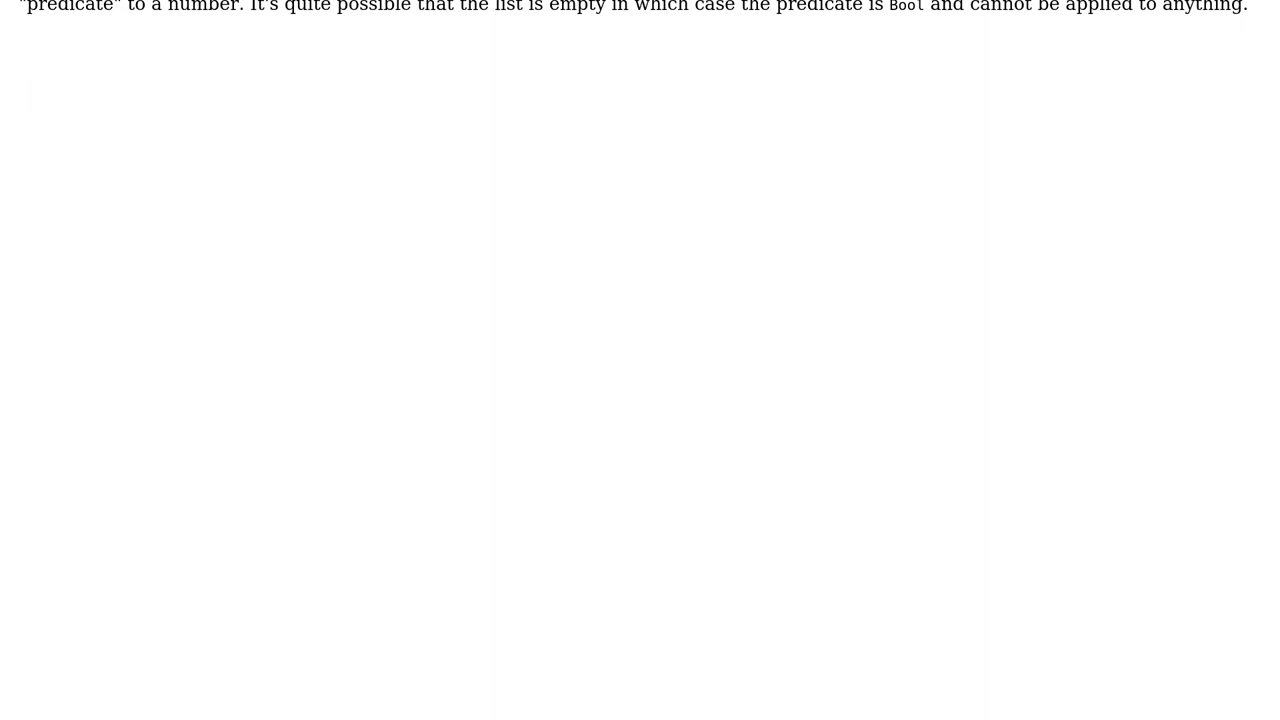 "predicate" to a number. It's quite possible that the list is empty in which case the predicate is Bool and cannot be applied to anything.